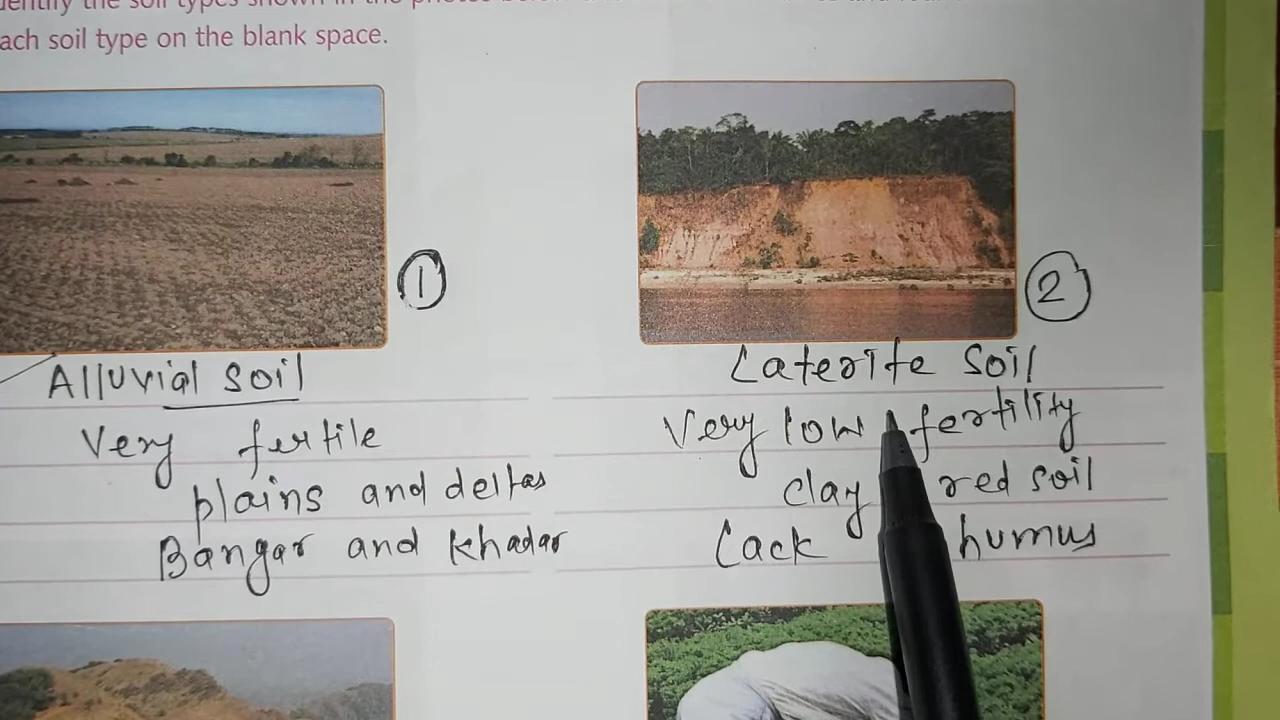 ach soil type on the blank space.
1
2
Alluvial soil
Very fertile
plains and deltas
Bangar and khadar
Laterite soil
Very low fertility
clay red soil
Lack humus